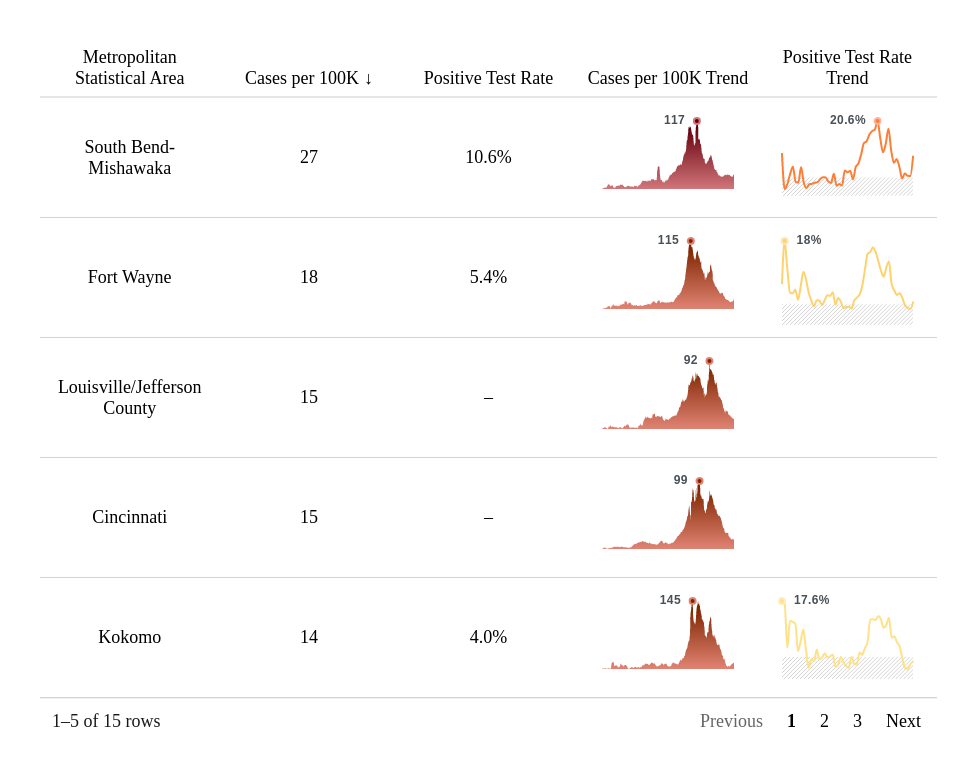 Metropolitan
Statistical Area
Cases per 100K ↓
Positive Test Rate
Cases per 100K Trend
Positive Test Rate
Trend
South Bend-
Mishawaka
27
10.6%
117
20.6%
Fort Wayne
18
5.4%
115
18%
Louisville/Jefferson
County
15
–
92
Cincinnati
15
–
99
Kokomo
14
4.0%
145
17.6%
1–5 of 15 rows
Previous 1 2 3 Next